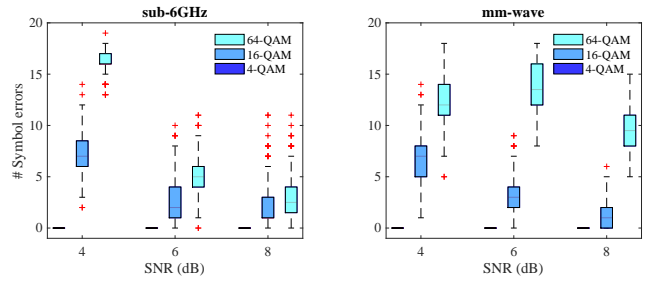 sub-6GHz
20
15
10
5
0
# Symbol errors
64-QAM
16-QAM
4-QAM
4 6 8
SNR (dB)
mm-wave
20
15
10
5
0
64-QAM
16-QAM
4-QAM
4 6 8
SNR (dB)